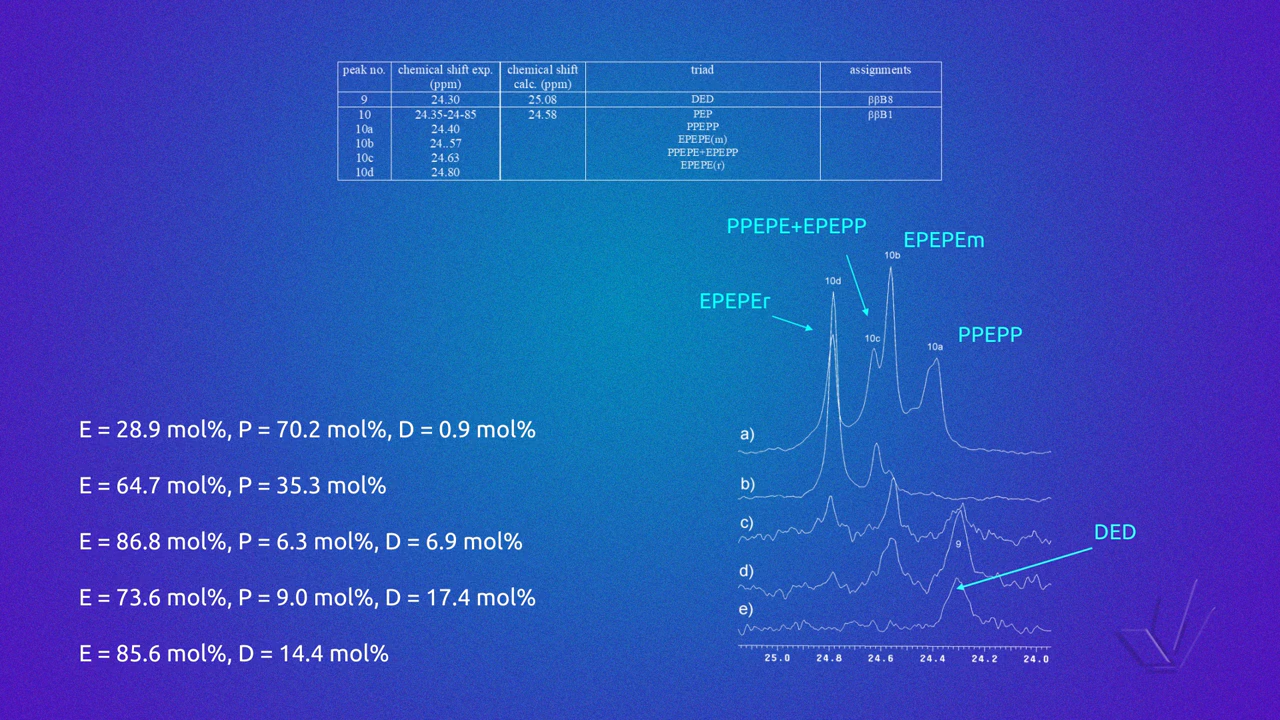 peak no. chemical shift exp. (ppm) chemical shift calc. (ppm) triad assignments
9 24.30 25.08 DED ββB8
10 24.35-24-85 24.58 PEP ββB1
10a 24.40 PPEPP
10b 24..57 EPEPE(m)
10c 24.63 PPEPE+EPEPP
10d 24.80 EPEPE(r)
PPEPE+EPEPP
EPEPEm
10b
10d
EPEPEr
10c
10a
PPEPP
E = 28.9 mol%, P = 70.2 mol%, D = 0.9 mol%
a)
E = 64.7 mol%, P = 35.3 mol%
b)
E = 86.8 mol%, P = 6.3 mol%, D = 6.9 mol%
c)
DED
9
d)
E = 73.6 mol%, P = 9.0 mol%, D = 17.4 mol%
e)
E = 85.6 mol%, D = 14.4 mol%
25.0 24.8 24.6 24.4 24.2 24.0